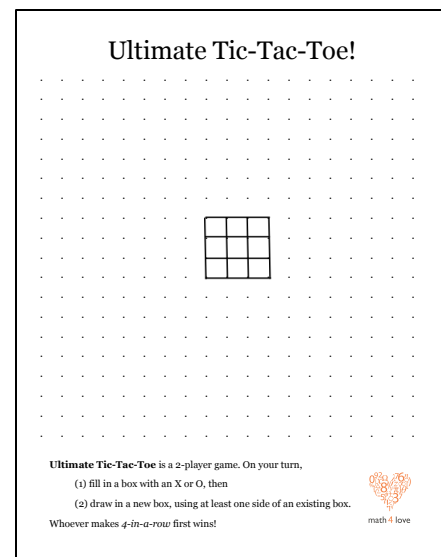 Ultimate Tic-Tac-Toe!
Ultimate Tic-Tac-Toe is a 2-player game. On your turn,
(1) fill in a box with an X or O, then
(2) draw in a new box, using at least one side of an existing box.
Whoever makes 4-in-a-row first wins!
math 4 love